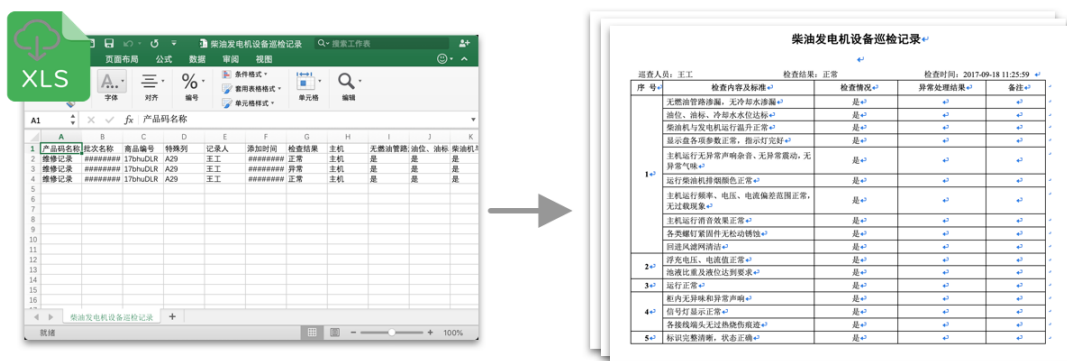 XLS
柴油发电机设备巡检记录
搜索工作表
页面布局 公式 数据 审阅 视图
字体 对齐 编号 条件格式 套用表格格式 单元格样式 单元格 编辑
A1 fx 产品码名称
A B C D E F G H I J K
1 产品码名称 批次名称 商品编号 特殊列 记录人 添加时间 检查结果 主机 无燃油管路 油位、油标 柴油机与
2 维修记录 ######## 17bhuDLR A29 王工 ######## 正常 主机 是 是 是
3 维修记录 ######## 17bhuDLR A29 王工 ######## 异常 主机 是 是 是
4 维修记录 ######## 17bhuDLR A29 王工 ######## 正常 主机 是 是 是
5
6
7
8
9
10
11
12
13
14
15
16
柴油发电机设备巡检记录 +
就绪 100%
柴油发电机设备巡检记录
巡查人员：王工 检查结果：正常 检查时间：2017-09-18 11:25:59
序 号 检查内容及标准 检查情况 异常处理结果 备注
1
无燃油管路渗漏，无冷却水渗漏 是
油位、油标、冷却水水位达标 是
柴油机与发电机运行温升正常 是
显示盘各项参数正常，指示灯完好 是
主机运行无异常声响杂音、无异常震动，无
异常气味 是
运行柴油机排烟颜色正常 是
主机运行频率、电压、电流偏差范围正常，
无过载现象 是
主机运行消音效果正常 是
各类螺钉紧固件无松动锈蚀 是
回进风滤网清洁 是
2
浮充电压、电流值正常 是
池液比重及液位达到要求 是
3 运行正常 是
4
柜内无异味和异常声响 是
信号灯显示正常 是
各接线端头无过热烧伤痕迹 是
5 标识完整清晰，状态正确 是